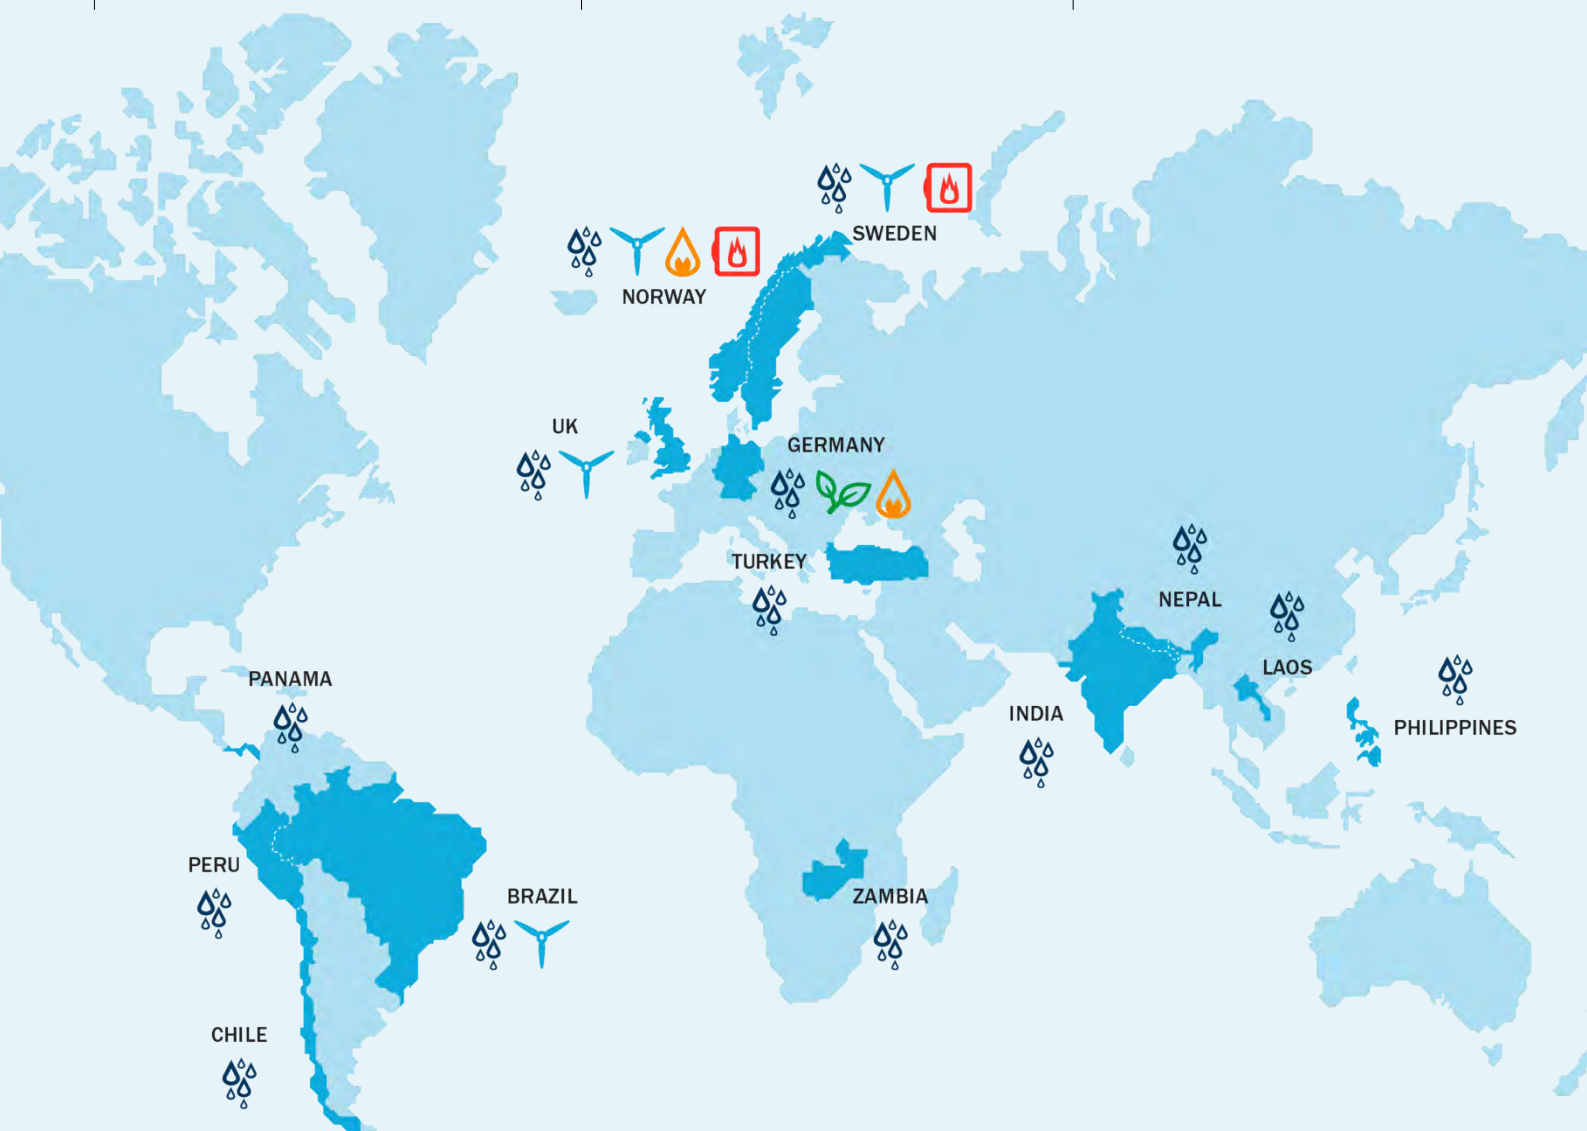 SWEDEN
NORWAY
UK
GERMANY
TURKEY
NEPAL
LAOS
PANAMA
INDIA
PHILIPPINES
PERU
BRAZIL
ZAMBIA
CHILE